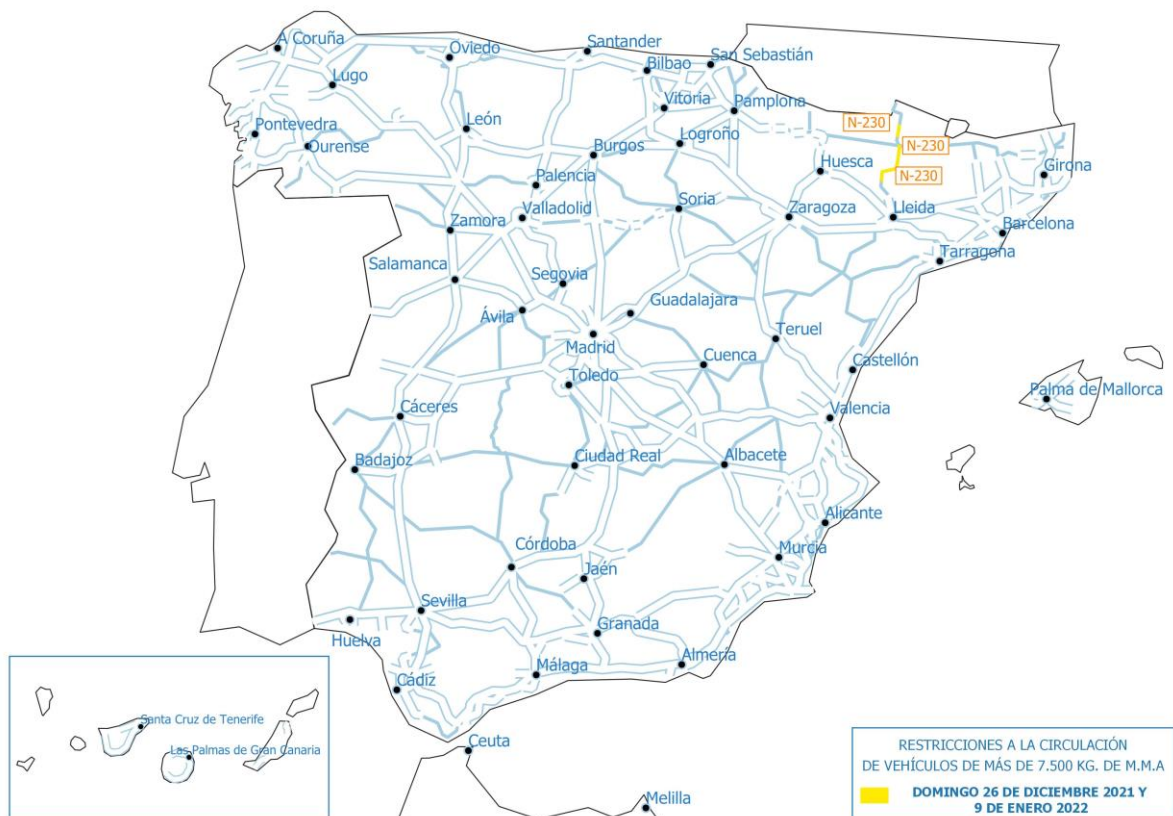 A Coruña
Oviedo
Santander
San Sebastián
Bilbao
Lugo
Vitoria
Pamplona
Pontevedra
León
Logroño
N-230
Ourense
Burgos
N-230
Huesca
Girona
Palencia
N-230
Soria
Valladolid
Zaragoza
Lleida
Zamora
Barcelona
Tarragona
Salamanca
Segovia
Guadalajara
Ávila
Teruel
Madrid
Cuenca
Castellón
Toledo
Palma de Mallorca
Cáceres
Valencia
Badajoz
Ciudad Real
Albacete
Alicante
Córdoba
Murcia
Jaén
Sevilla
Huelva
Granada
Málaga
Almería
Cádiz
Santa Cruz de Tenerife
Las Palmas de Gran Canaria
Ceuta
Melilla
RESTRICCIONES A LA CIRCULACIÓN
DE VEHÍCULOS DE MÁS DE 7.500 KG. DE M.M.A
DOMINGO 26 DE DICIEMBRE 2021 Y
9 DE ENERO 2022